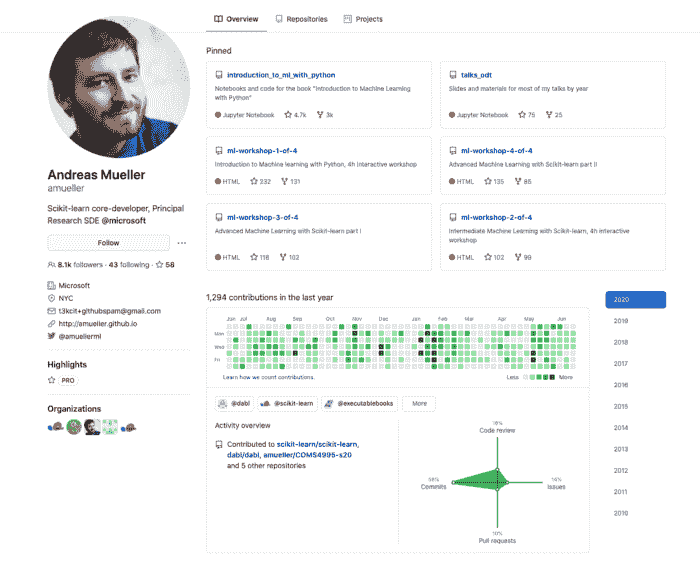 Overview
Repositories
Projects
Pinned
introduction_to_ml_with_python
Notebooks and code for the book "Introduction to Machine Learning
with Python"
Jupyter Notebook 4.7k 3k
talks_odt
Slides and materials for most of my talks by year
Jupyter Notebook 75 25
ml-workshop-1-of-4
Introduction to Machine learning with Python, 4h interactive workshop
HTML 232 131
ml-workshop-4-of-4
Advanced Machine Learning with Scikit-learn part II
HTML 135 85
ml-workshop-3-of-4
Advanced Machine Learning with Scikit-learn part I
HTML 116 102
ml-workshop-2-of-4
Intermediate Machine Learning with Scikit-learn, 4h interactive
workshop
HTML 102 99
Andreas Mueller
amueller
Scikit-learn core-developer, Principal
Research SDE @microsoft
Follow
8.1k followers · 43 following · 58
Microsoft
NYC
t3kcit+githubspam@gmail.com
http://amueller.github.io
@amuellerml
Highlights
PRO
Organizations
1,294 contributions in the last year
Jan Jul Aug Sep Oct Nov Dec Jan Feb Mar Apr May Jun
Mon
Wed
Fri
Learn how we count contributions.
Less More
@dabl
@scikit-learn
@executablebooks
More
Activity overview
Contributed to scikit-learn/scikit-learn,
dabl/dabl, amueller/COMS4995-s20
and 5 other repositories
Code review
Commits
Issues
10%
Pull requests
2020
2019
2018
2017
2016
2015
2014
2013
2012
2011
2010